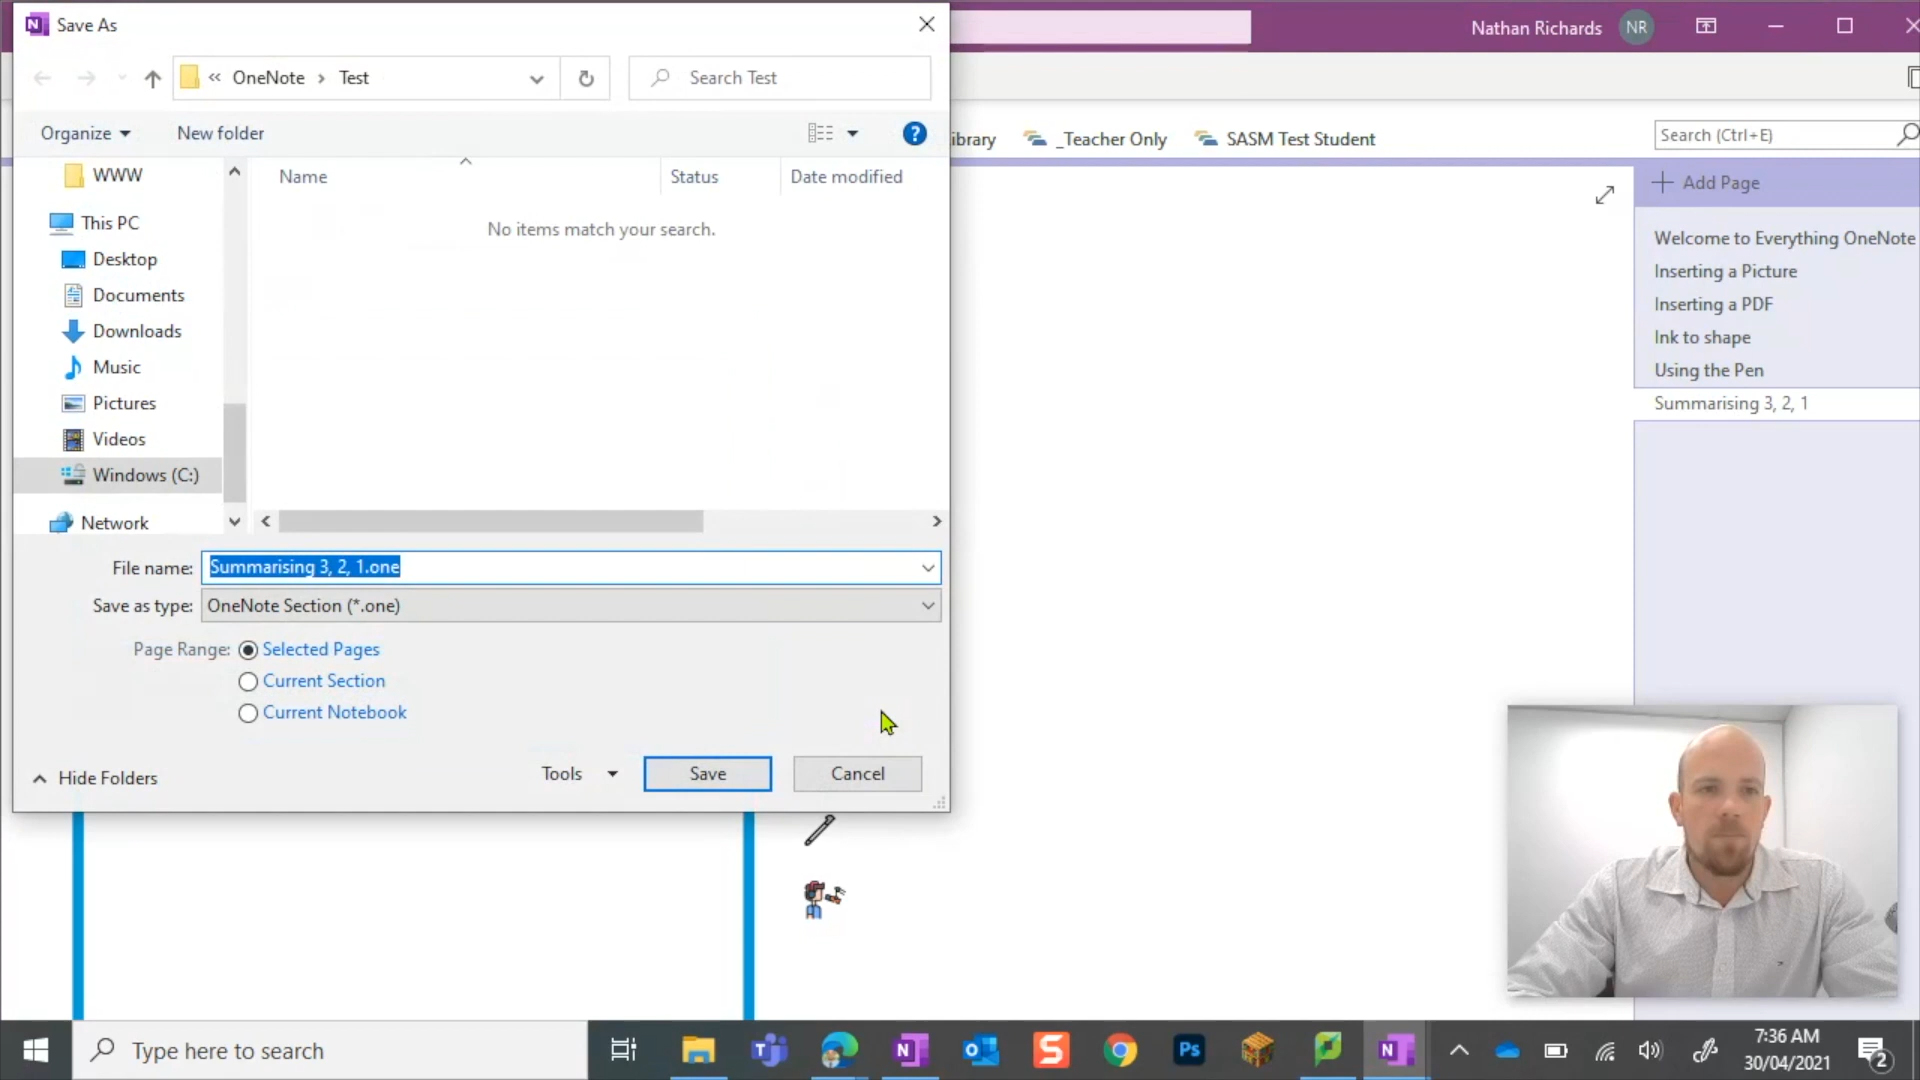 Save As
Nathan Richards
NR
« OneNote › Test
Search Test
Organize
New folder
?
ibrary
_Teacher Only
SASM Test Student
Search (Ctrl+E)
WWW
This PC
Desktop
Documents
Downloads
Music
Pictures
Videos
Windows (C:)
Network
Name
Status
Date modified
No items match your search.
Add Page
Welcome to Everything OneNote
Inserting a Picture
Inserting a PDF
Ink to shape
Using the Pen
Summarising 3, 2, 1
File name: Summarising 3, 2, 1.one
Save as type: OneNote Section (*.one)
Page Range: Selected Pages
Current Section
Current Notebook
Hide Folders
Tools
Save
Cancel
Type here to search
Ps
7:36 AM
30/04/2021
2